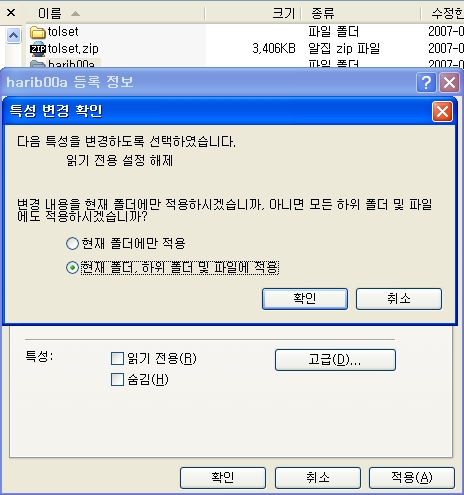 이름 크기 종류 수정한
tolset 파일 폴더 2007-0
tolset.zip 3,406KB 알집 zip 파일 2007-0
harib00a 파일 폴더 2007-0
harib00a 등록 정보
특성 변경 확인
다음 특성을 변경하도록 선택하였습니다.
읽기 전용 설정 해제
변경 내용을 현재 폴더에만 적용하시겠습니까, 아니면 모든 하위 폴더 및 파일
에도 적용하시겠습니까?
현재 폴더에만 적용
현재 폴더, 하위 폴더 및 파일에 적용
확인 취소
특성: 읽기 전용(R) 고급(D)...
숨김(H)
확인 취소 적용(A)